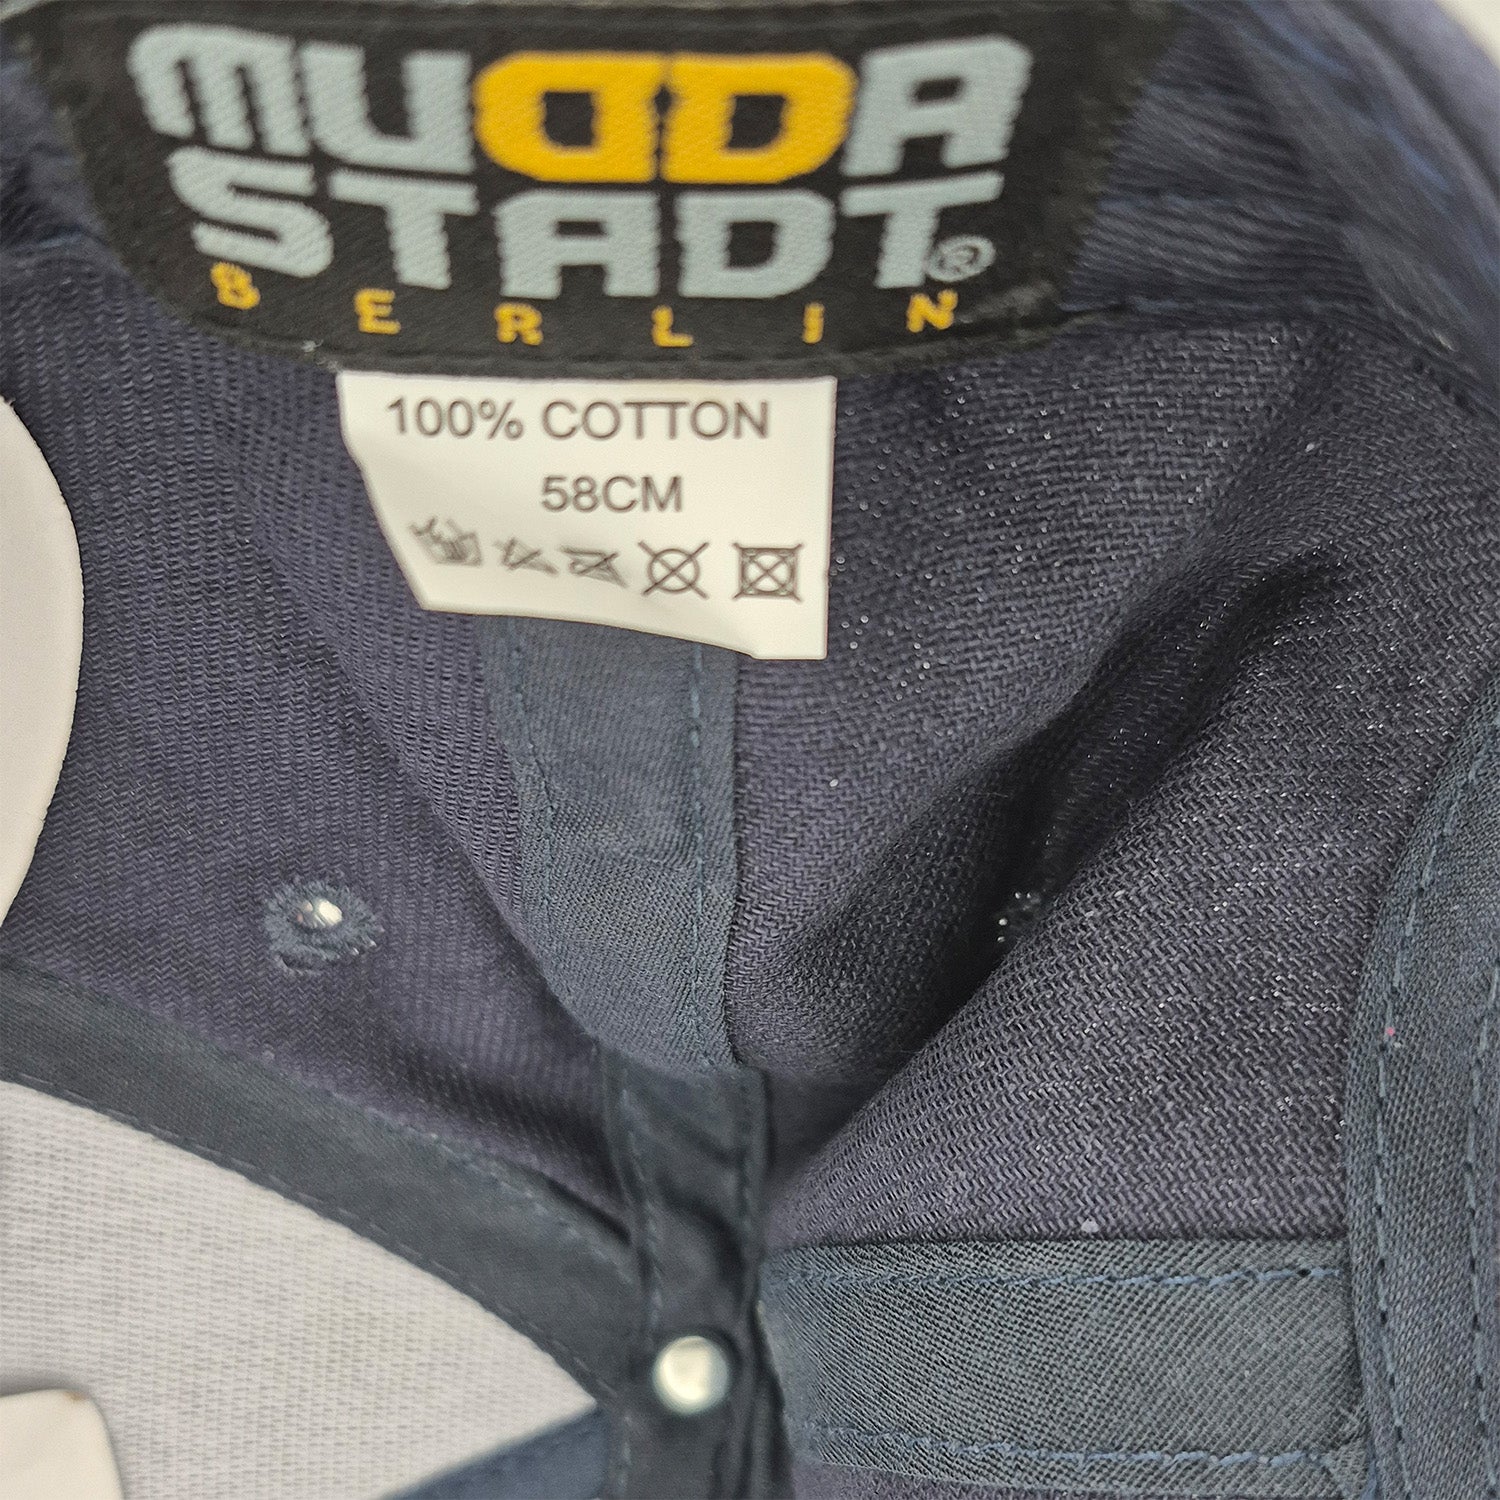 MUDDA
STADT®
BERLIN
100% COTTON
58CM